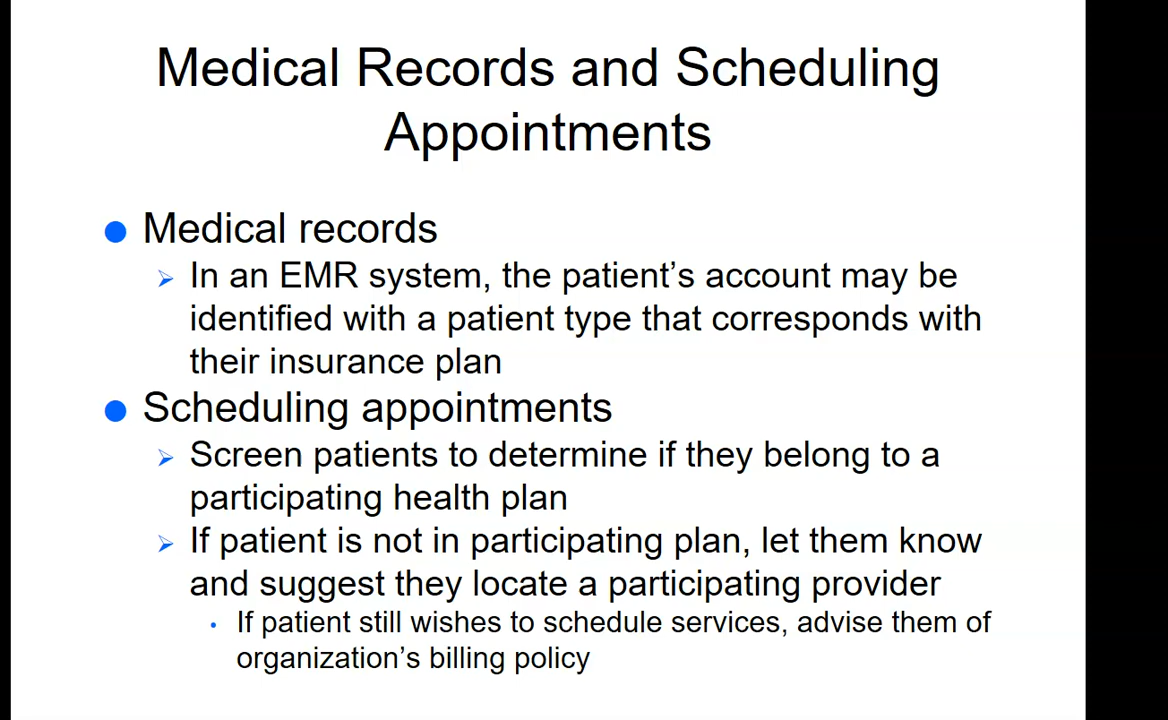 Medical Records and Scheduling
Appointments
Medical records
In an EMR system, the patient’s account may be
identified with a patient type that corresponds with
their insurance plan
Scheduling appointments
Screen patients to determine if they belong to a
participating health plan
If patient is not in participating plan, let them know
and suggest they locate a participating provider
If patient still wishes to schedule services, advise them of
organization’s billing policy